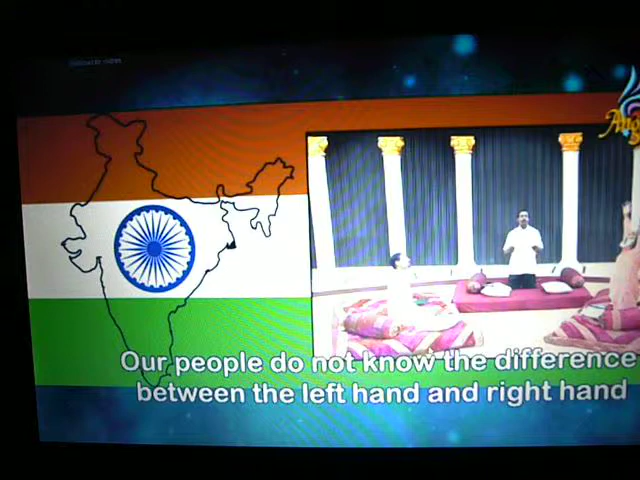 Our people do not know the difference
between the left hand and right hand